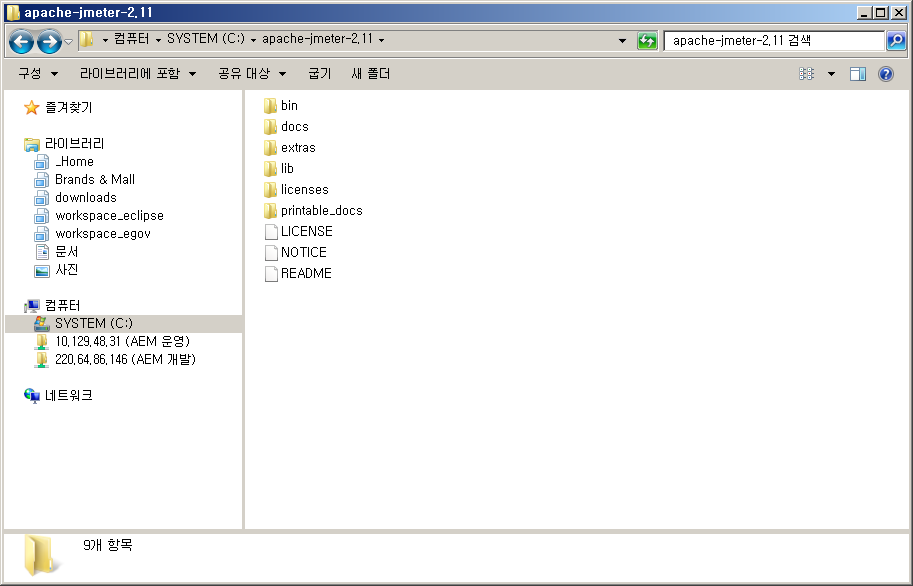 apache-jmeter-2.11
컴퓨터 SYSTEM (C:) apache-jmeter-2.11
apache-jmeter-2.11 검색
구성 라이브러리에 포함 공유 대상 굽기 새 폴더
즐겨찾기
라이브러리
_Home
Brands & Mall
downloads
workspace_eclipse
workspace_egov
문서
사진
컴퓨터
SYSTEM (C:)
10.129.48.31 (AEM 운영)
220.64.86.146 (AEM 개발)
네트워크
bin
docs
extras
lib
licenses
printable_docs
LICENSE
NOTICE
README
9개 항목